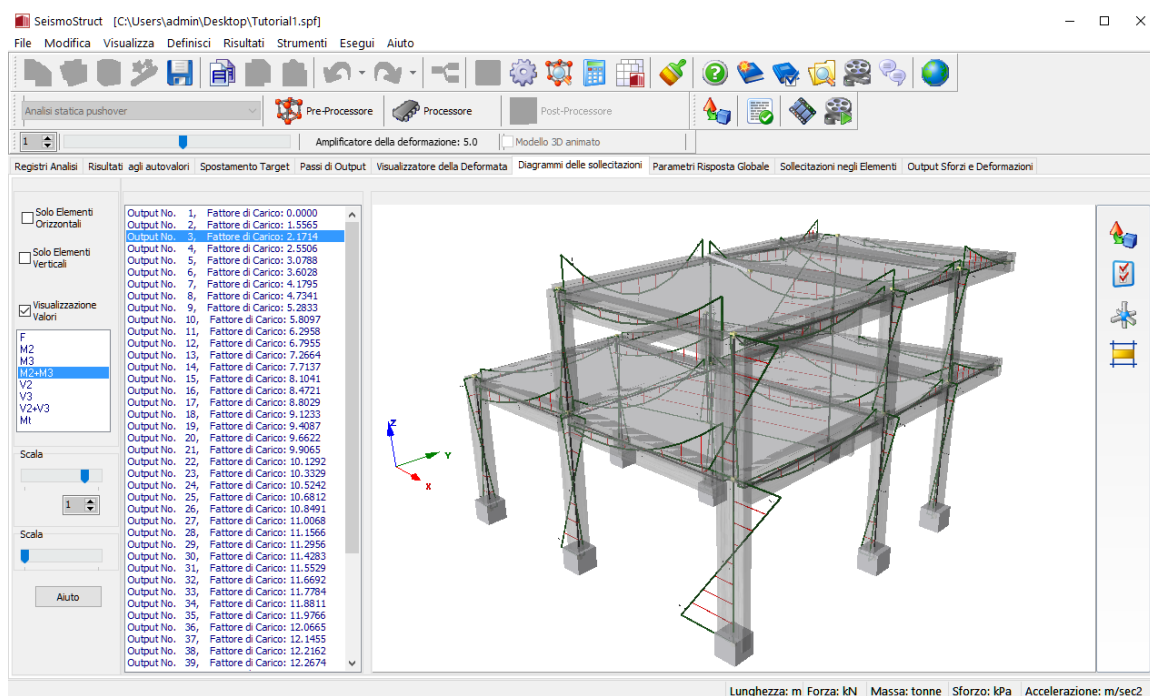 SeismoStruct [C:\Users\admin\Desktop\Tutorial1.spf]
File Modifica Visualizza Definisci Risultati Strumenti Esegui Aiuto
Analisi statica pushover
Pre-Processore
Processore
Post-Processore
1
Amplificatore della deformazione: 5.0
Modello 3D animato
Registri Analisi Risultati agli autovalori Spostamento Target Passi di Output Visualizzatore della Deformata Diagrammi delle sollecitazioni Parametri Risposta Globale Sollecitazioni negli Elementi Output Sforzi e Deformazioni
Solo Elementi
Orizzontali
Solo Elementi
Verticali
Visualizzazione
Valori
F
M2
M3
M2+M3
V2
V3
V2+V3
Mt
Scala
1
Scala
Aiuto
Output No. 1, Fattore di Carico: 0.0000
Output No. 2, Fattore di Carico: 1.5565
Output No. 3, Fattore di Carico: 2.1714
Output No. 4, Fattore di Carico: 2.5506
Output No. 5, Fattore di Carico: 3.0788
Output No. 6, Fattore di Carico: 3.6028
Output No. 7, Fattore di Carico: 4.1795
Output No. 8, Fattore di Carico: 4.7341
Output No. 9, Fattore di Carico: 5.2833
Output No. 10, Fattore di Carico: 5.8097
Output No. 11, Fattore di Carico: 6.2958
Output No. 12, Fattore di Carico: 6.7955
Output No. 13, Fattore di Carico: 7.2664
Output No. 14, Fattore di Carico: 7.7137
Output No. 15, Fattore di Carico: 8.1041
Output No. 16, Fattore di Carico: 8.4721
Output No. 17, Fattore di Carico: 8.8029
Output No. 18, Fattore di Carico: 9.1233
Output No. 19, Fattore di Carico: 9.4087
Output No. 20, Fattore di Carico: 9.6622
Output No. 21, Fattore di Carico: 9.9065
Output No. 22, Fattore di Carico: 10.1292
Output No. 23, Fattore di Carico: 10.3329
Output No. 24, Fattore di Carico: 10.5242
Output No. 25, Fattore di Carico: 10.6812
Output No. 26, Fattore di Carico: 10.8491
Output No. 27, Fattore di Carico: 11.0068
Output No. 28, Fattore di Carico: 11.1566
Output No. 29, Fattore di Carico: 11.2956
Output No. 30, Fattore di Carico: 11.4283
Output No. 31, Fattore di Carico: 11.5529
Output No. 32, Fattore di Carico: 11.6692
Output No. 33, Fattore di Carico: 11.7784
Output No. 34, Fattore di Carico: 11.8811
Output No. 35, Fattore di Carico: 11.9766
Output No. 36, Fattore di Carico: 12.0665
Output No. 37, Fattore di Carico: 12.1455
Output No. 38, Fattore di Carico: 12.2162
Output No. 39, Fattore di Carico: 12.2674
Z
Y
X
Lunghezza: m Forza: kN Massa: tonne Sforzo: kPa Accelerazione: m/sec2